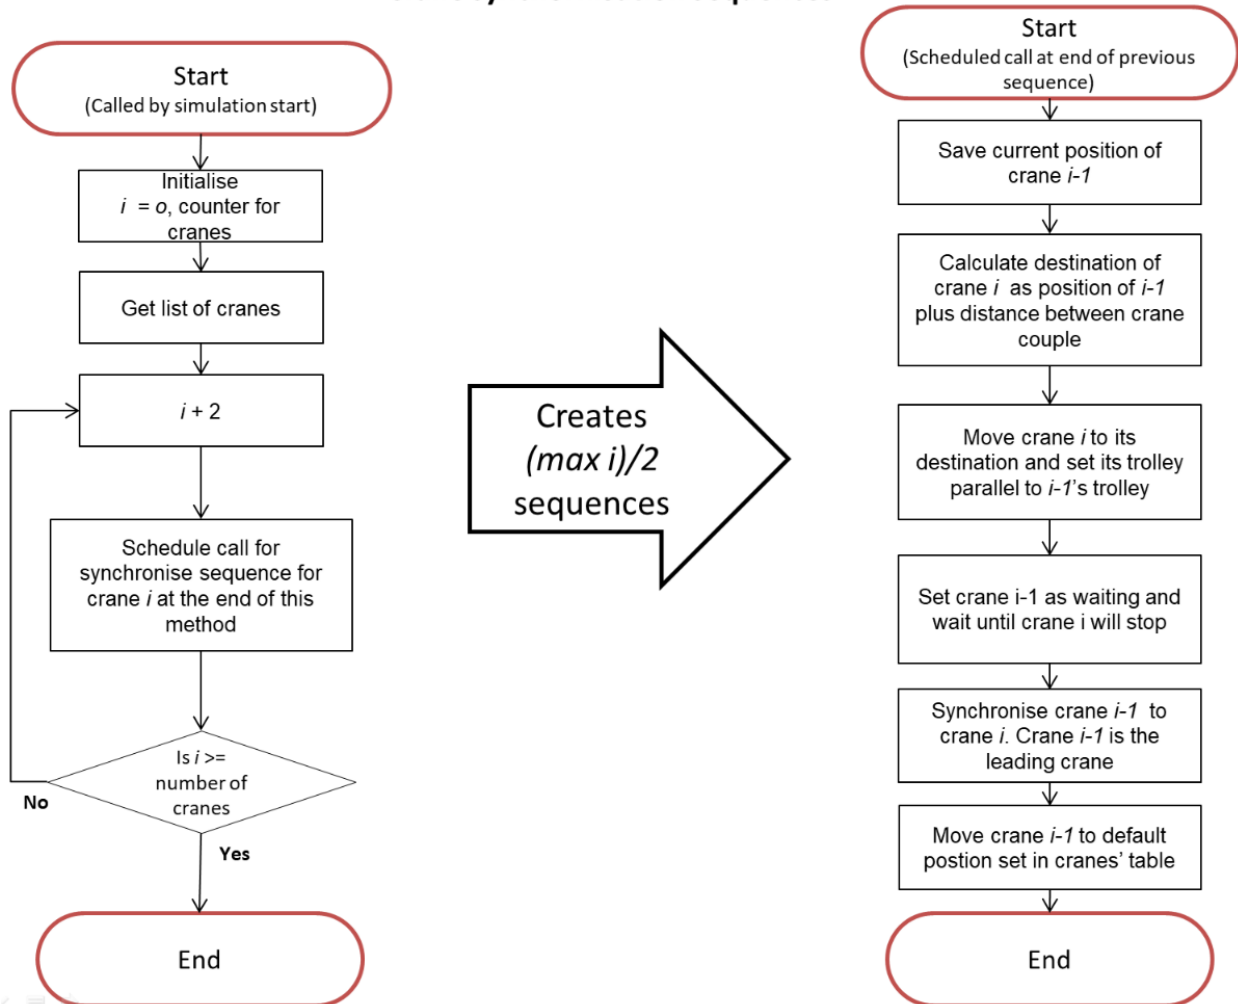 Start
(Called by simulation start)
Initialise
i = o, counter for
cranes
Get list of cranes
i + 2
Schedule call for
synchronise sequence for
crane i at the end of this
method
Is i >=
number of
cranes
No
Yes
End
Creates
(max i)/2
sequences
Start
(Scheduled call at end of previous
sequence)
Save current position of
crane i-1
Calculate destination of
crane i as position of i-1
plus distance between crane
couple
Move crane i to its
destination and set its trolley
parallel to i-1's trolley
Set crane i-1 as waiting and
wait until crane i will stop
Synchronise crane i-1 to
crane i. Crane i-1 is the
leading crane
Move crane i-1 to default
postion set in cranes' table
End